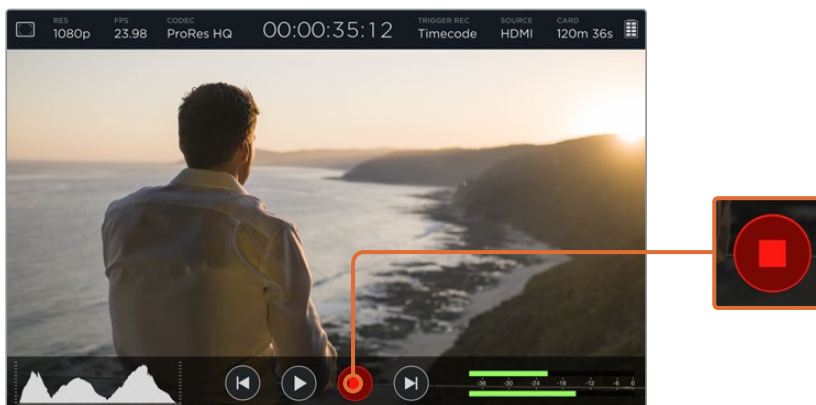 RES FPS CODEC 00:00:35:12 TRIGGER REC SOURCE CARD
1080p 23.98 ProRes HQ Timecode HDMI 120m 36s
-36 -30 -24 -18 -12 -6 0